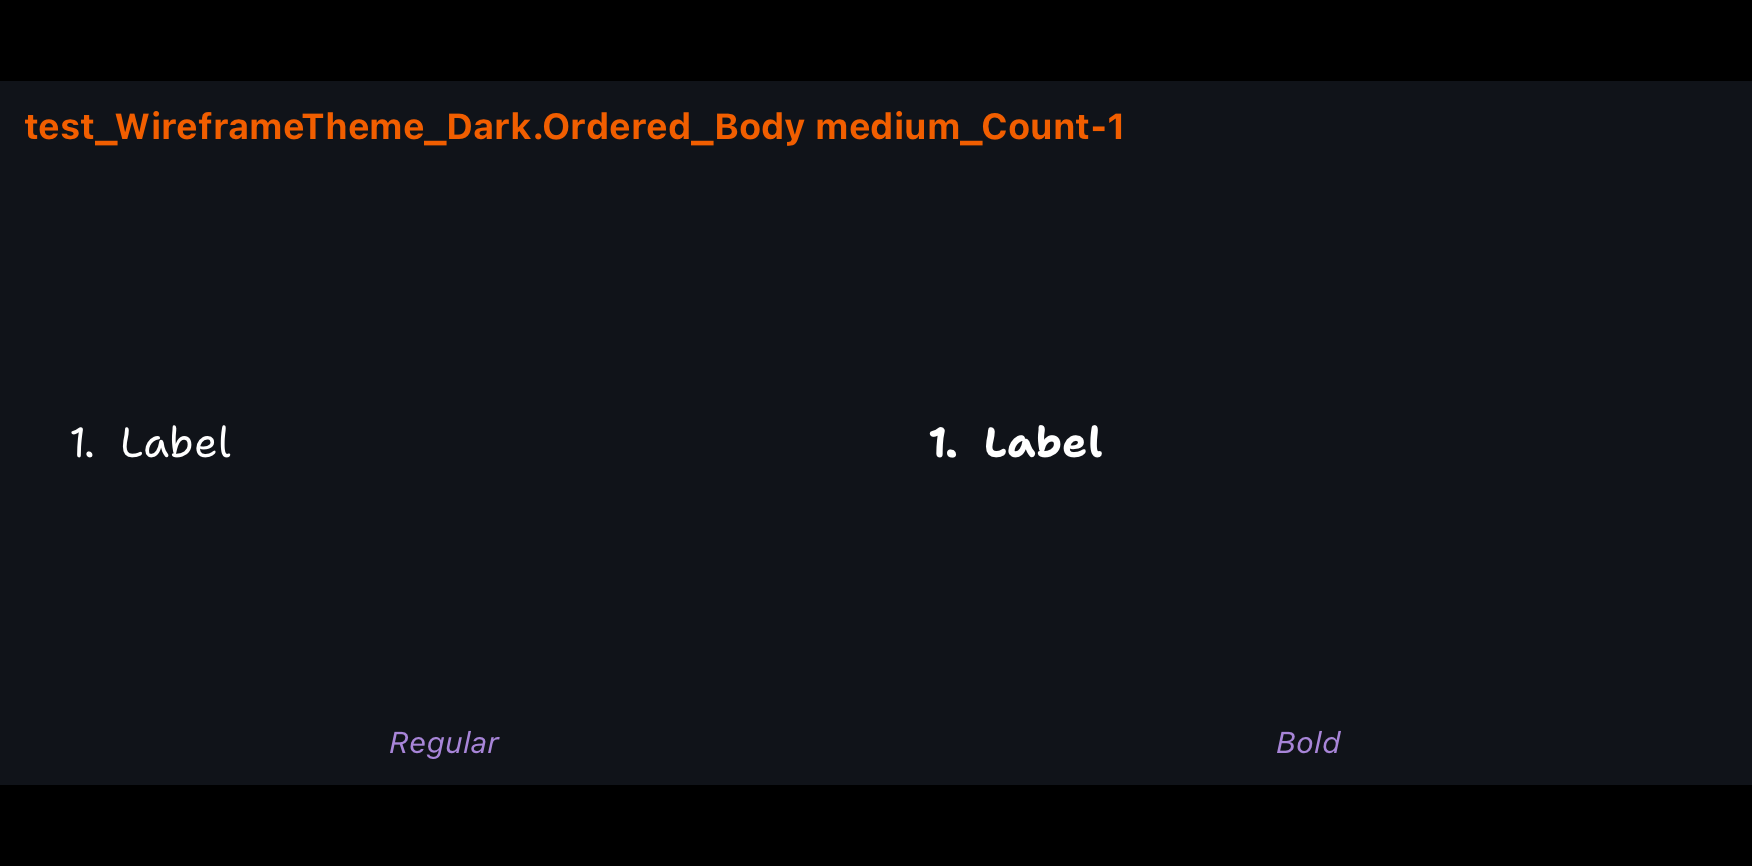 test_WireframeTheme_Dark.Ordered_Body medium_Count-1
1. Label
1. Label
Regular
Bold